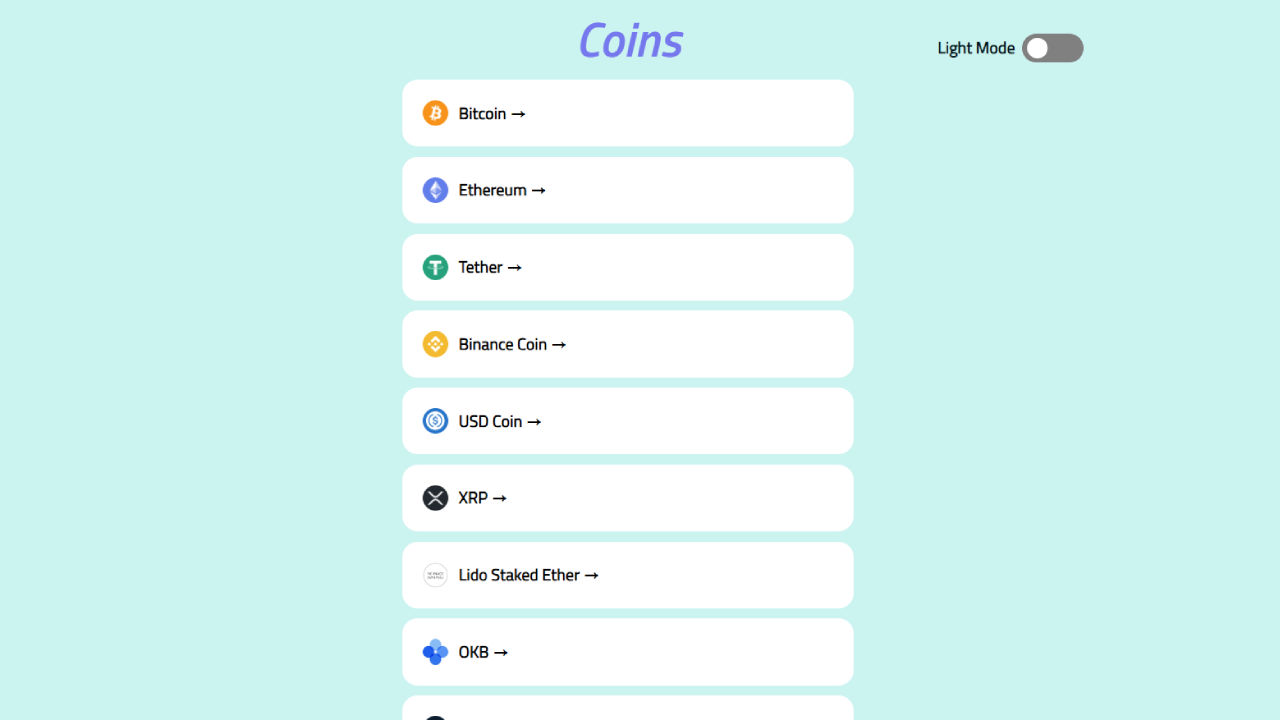 Coins
Light Mode
Bitcoin →
Ethereum →
Tether →
Binance Coin →
USD Coin →
XRP →
Lido Staked Ether →
OKB →